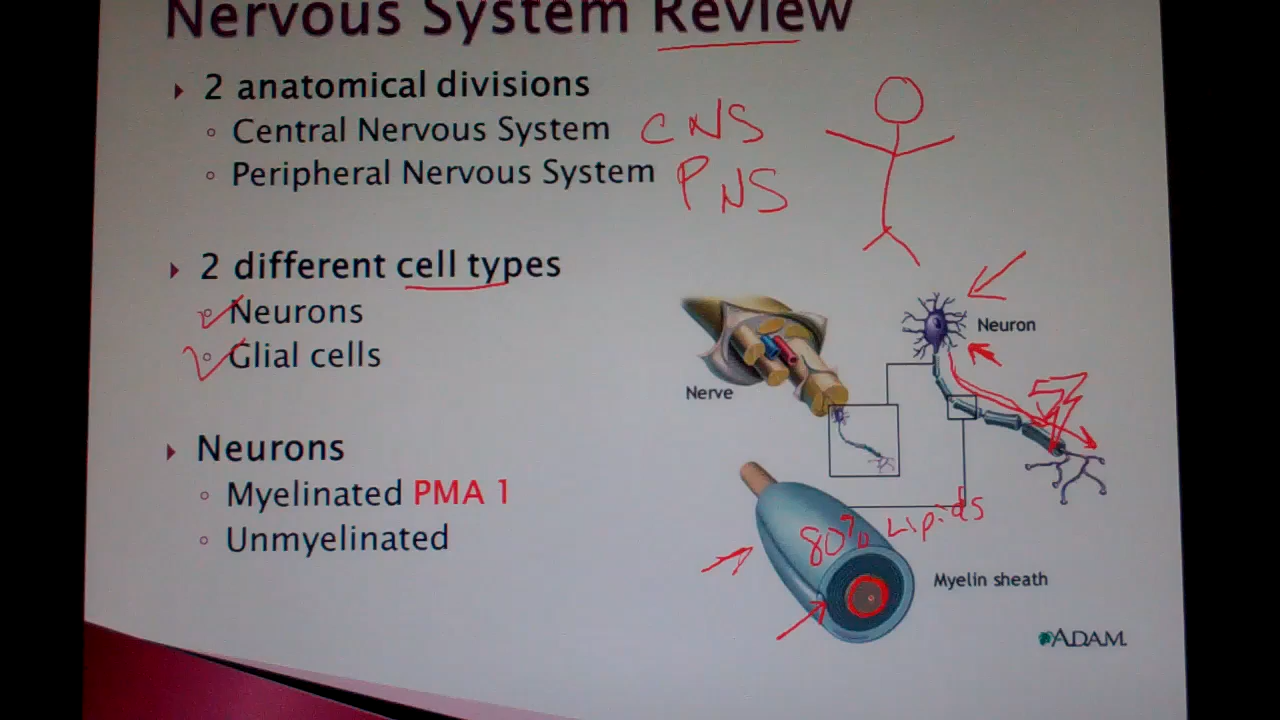 Nervous System Review
2 anatomical divisions
Central Nervous System CNS
Peripheral Nervous System PNS
2 different cell types
Neurons
Glial cells
Neurons
Myelinated PMA 1
Unmyelinated
Neuron
Nerve
80% Lipids
Myelin sheath
ADAM.